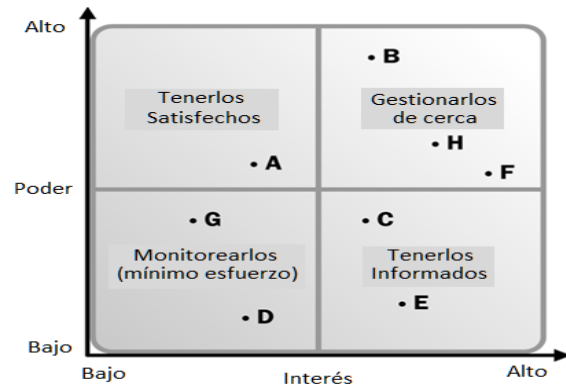 Alto
B
Tenerlos
Satisfechos
Gestionarlos
de cerca
H
A
F
Poder
G
C
Monitorearlos
(mínimo esfuerzo)
Tenerlos
Informados
E
D
Bajo
Bajo
Interés
Alto